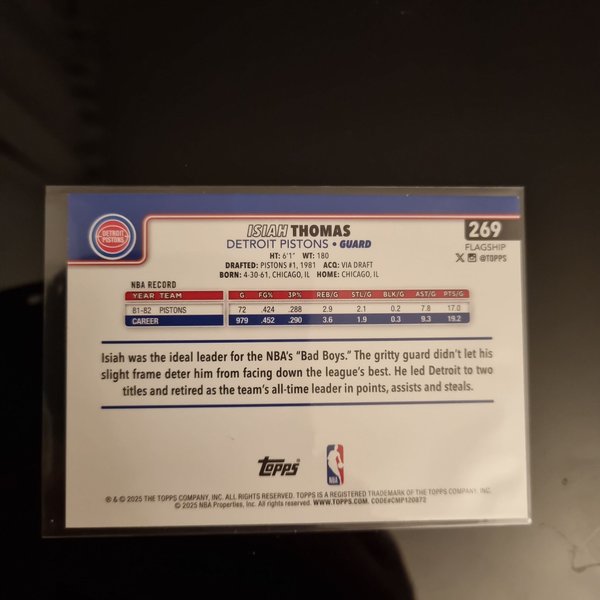 DETROIT
PISTONS
ISIAH THOMAS
DETROIT PISTONS • GUARD
HT: 6'1" WT: 180
DRAFTED: PISTONS #1, 1981 ACQ: VIA DRAFT
BORN: 4-30-61, CHICAGO, IL HOME: CHICAGO, IL
269
FLAGSHIP
X @TOPPS
NBA RECORD
YEAR TEAM G FG% 3P% REB/G STL/G BLK/G AST/G PTS/G
81-82 PISTONS 72 .424 .288 2.9 2.1 0.2 7.8 17.0
CAREER 979 .452 .290 3.6 1.9 0.3 9.3 19.2
Isiah was the ideal leader for the NBA's "Bad Boys." The gritty guard didn't let his
slight frame deter him from facing down the league's best. He led Detroit to two
titles and retired as the team's all-time leader in points, assists and steals.
Topps®
NBA
® & © 2025 THE TOPPS COMPANY, INC. ALL RIGHTS RESERVED. TOPPS IS A REGISTERED TRADEMARK OF THE TOPPS COMPANY, INC.
© 2025 NBA Properties, Inc. All rights reserved. WWW.TOPPS.COM. CODE#CMP120872